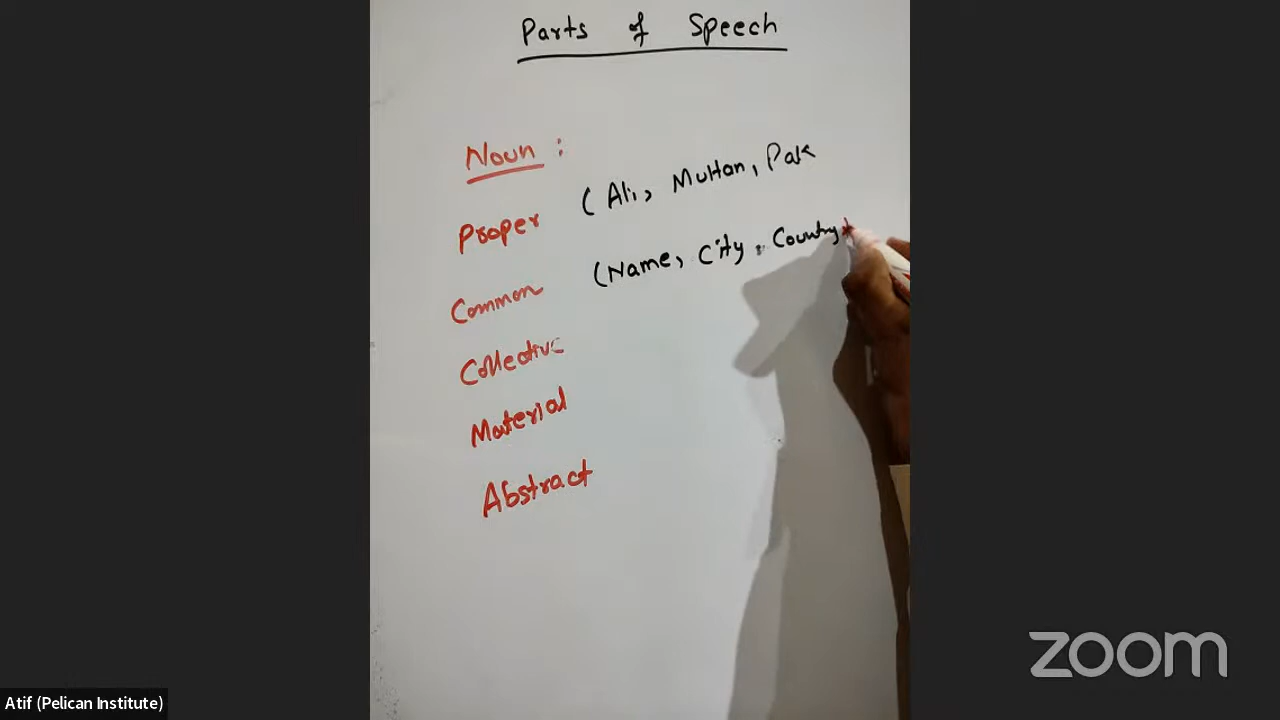 Parts of Speech
Noun :
Proper (Ali, Multan, Pak
Common (Name, City, Country
Collective
Material
Abstract
zoom
Atif (Pelican Institute)